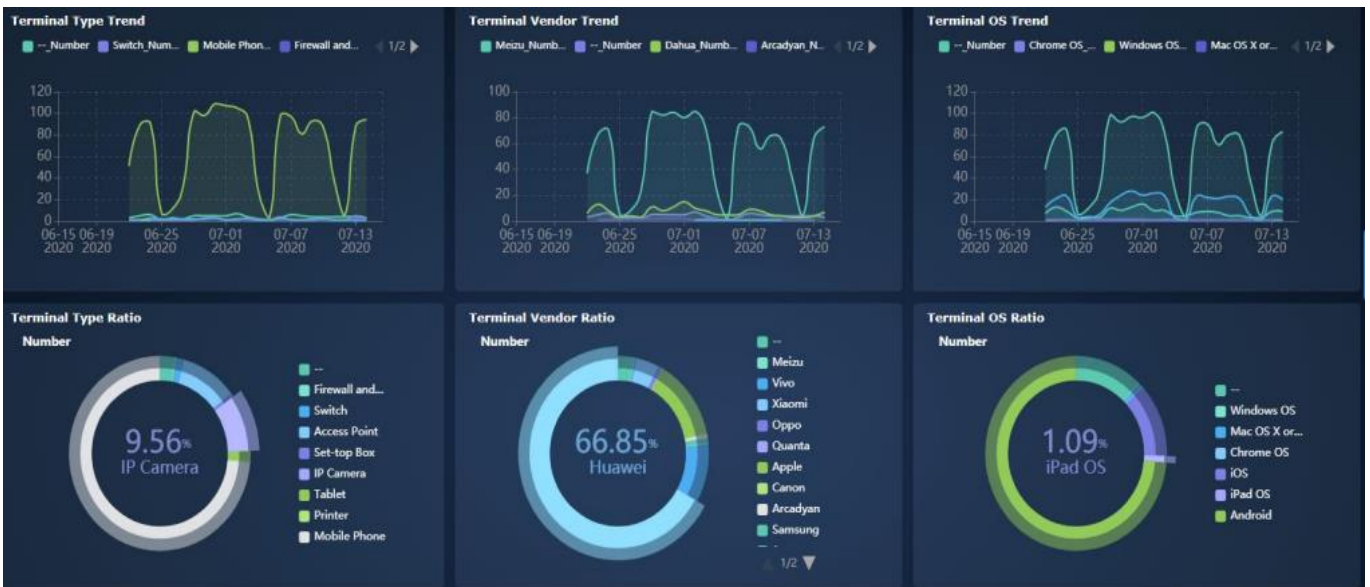 Terminal Type Trend
--_Number Switch_Num... Mobile Phon... Firewall and... 1/2
120
100
80
60
40
20
0
06-15 06-19 06-25 07-01 07-07 07-13
2020 2020 2020 2020 2020 2020
Terminal Vendor Trend
Meizu_Numb... --_Number Dahua_Numb... Arcadyan_N... 1/2
100
80
60
40
20
0
06-15 06-19 06-25 07-01 07-07 07-13
2020 2020 2020 2020 2020 2020
Terminal OS Trend
--_Number Chrome OS_... Windows OS... Mac OS X or... 1/2
120
100
80
60
40
20
0
06-15 06-19 06-25 07-01 07-07 07-13
2020 2020 2020 2020 2020 2020
Terminal Type Ratio
Number
9.56%
IP Camera
--
Firewall and...
Switch
Access Point
Set-top Box
IP Camera
Tablet
Printer
Mobile Phone
Terminal Vendor Ratio
Number
66.85%
Huawei
--
Meizu
Vivo
Xiaomi
Oppo
Quanta
Apple
Canon
Arcadyan
Samsung
1/2
Terminal OS Ratio
Number
1.09%
iPad OS
--
Windows OS
Mac OS X or...
Chrome OS
iOS
iPad OS
Android